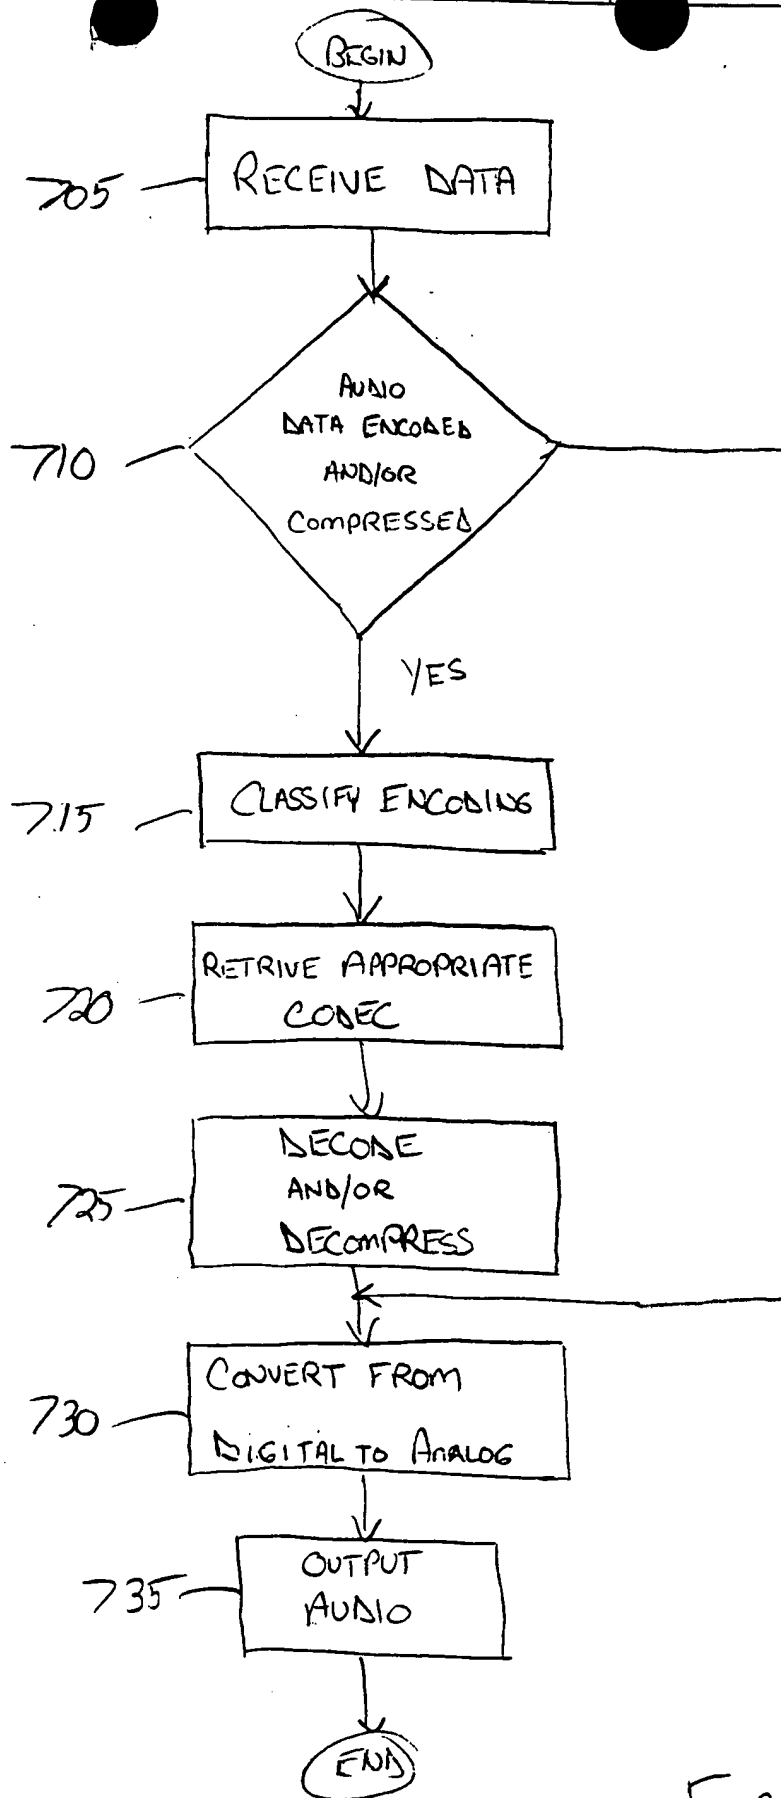 BEGIN
705
RECEIVE DATA
710
AUDIO
DATA ENCODED
AND/OR
COMPRESSED
YES
715
CLASSIFY ENCODING
720
RETRIVE APPROPRIATE
CODEC
725
DECODE
AND/OR
DECOMPRESS
730
CONVERT FROM
DIGITAL TO ANALOG
735
OUTPUT
AUDIO
END